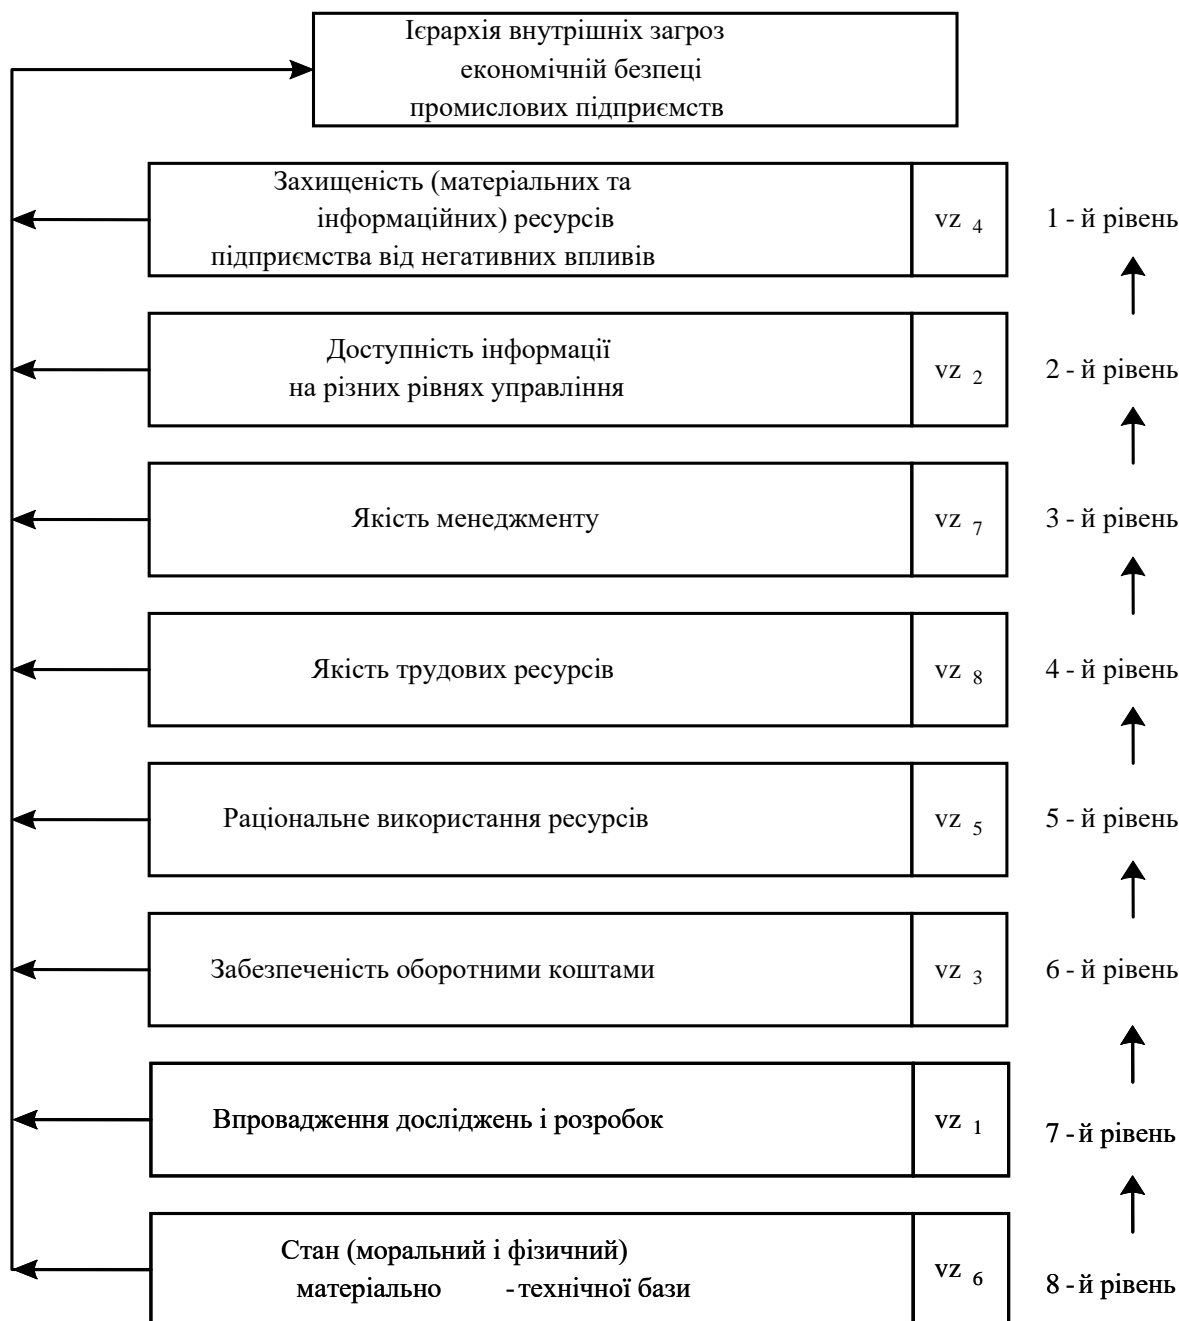 Ієрархія внутрішніх загроз
економічній безпеці
промислових підприємств
Захищеність (матеріальних та
інформаційних) ресурсів
підприємства від негативних впливів
vz 4
1 - й рівень
Доступність інформації
на різних рівнях управління
vz 2
2 - й рівень
Якість менеджменту
vz 7
3 - й рівень
Якість трудових ресурсів
vz 8
4 - й рівень
Раціональне використання ресурсів
vz 5
5 - й рівень
Забезпеченість оборотними коштами
vz 3
6 - й рівень
Впровадження досліджень і розробок
vz 1
7 - й рівень
Стан (моральний і фізичний)
матеріально - технічної бази
vz 6
8 - й рівень